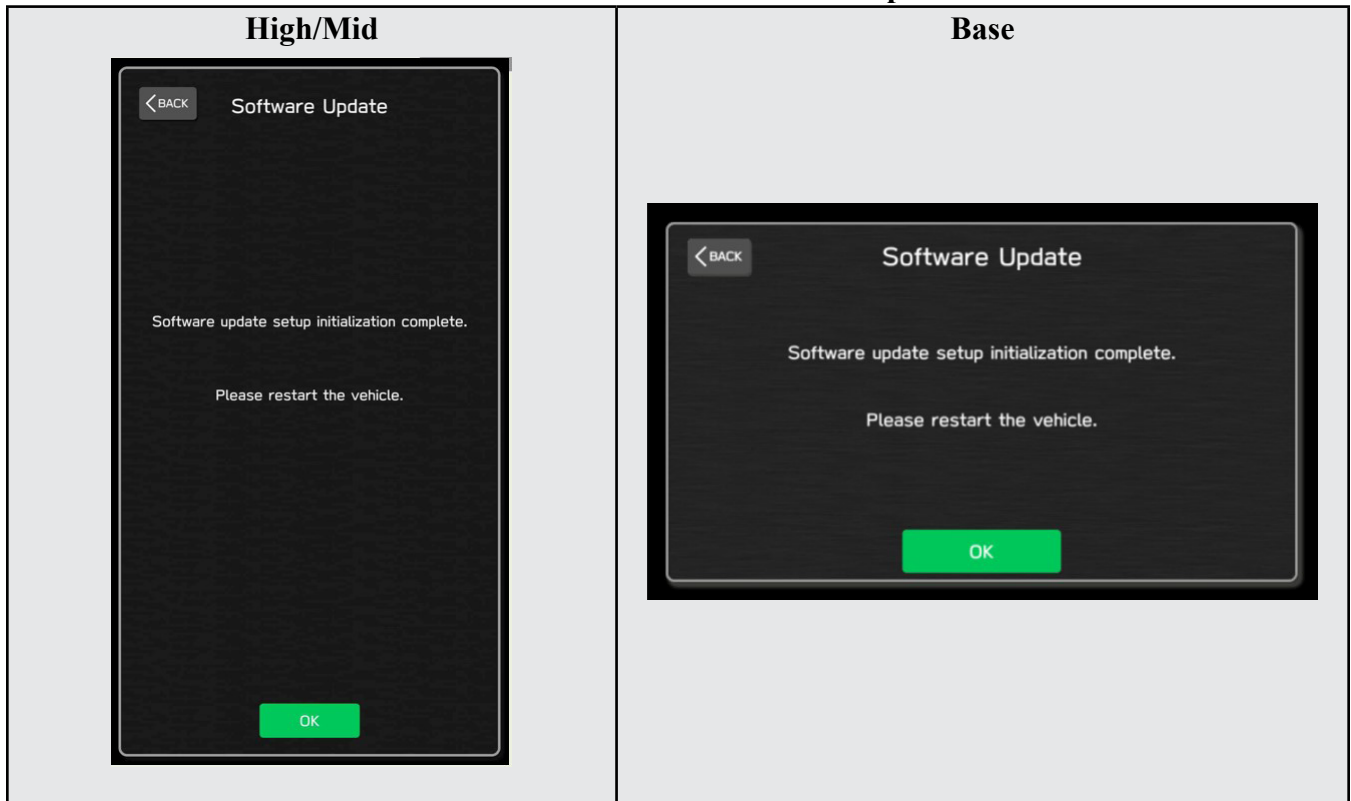 High/Mid
Base
BACK
Software Update
Software update setup initialization complete.
Please restart the vehicle.
OK
BACK
Software Update
Software update setup initialization complete.
Please restart the vehicle.
OK